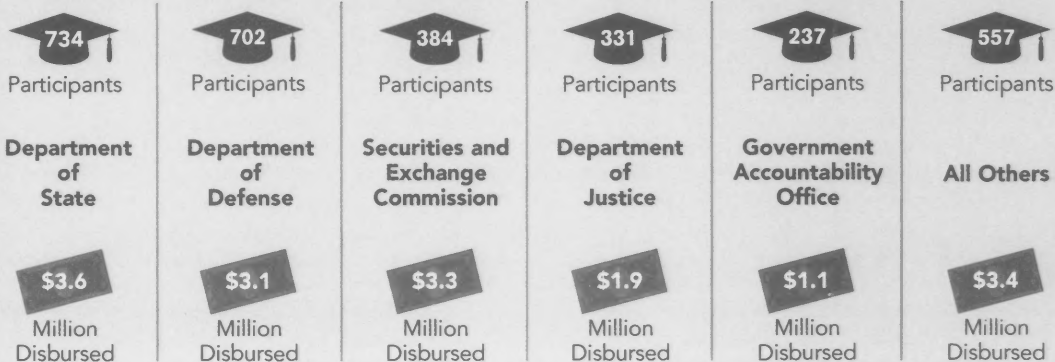 734
Participants
Department
of
State
$3.6
Million
Disbursed
702
Participants
Department
of
Defense
$3.1
Million
Disbursed
384
Participants
Securities and
Exchange
Commission
$3.3
Million
Disbursed
331
Participants
Department
of
Justice
$1.9
Million
Disbursed
237
Participants
Government
Accountability
Office
$1.1
Million
Disbursed
557
Participants
All Others
$3.4
Million
Disbursed